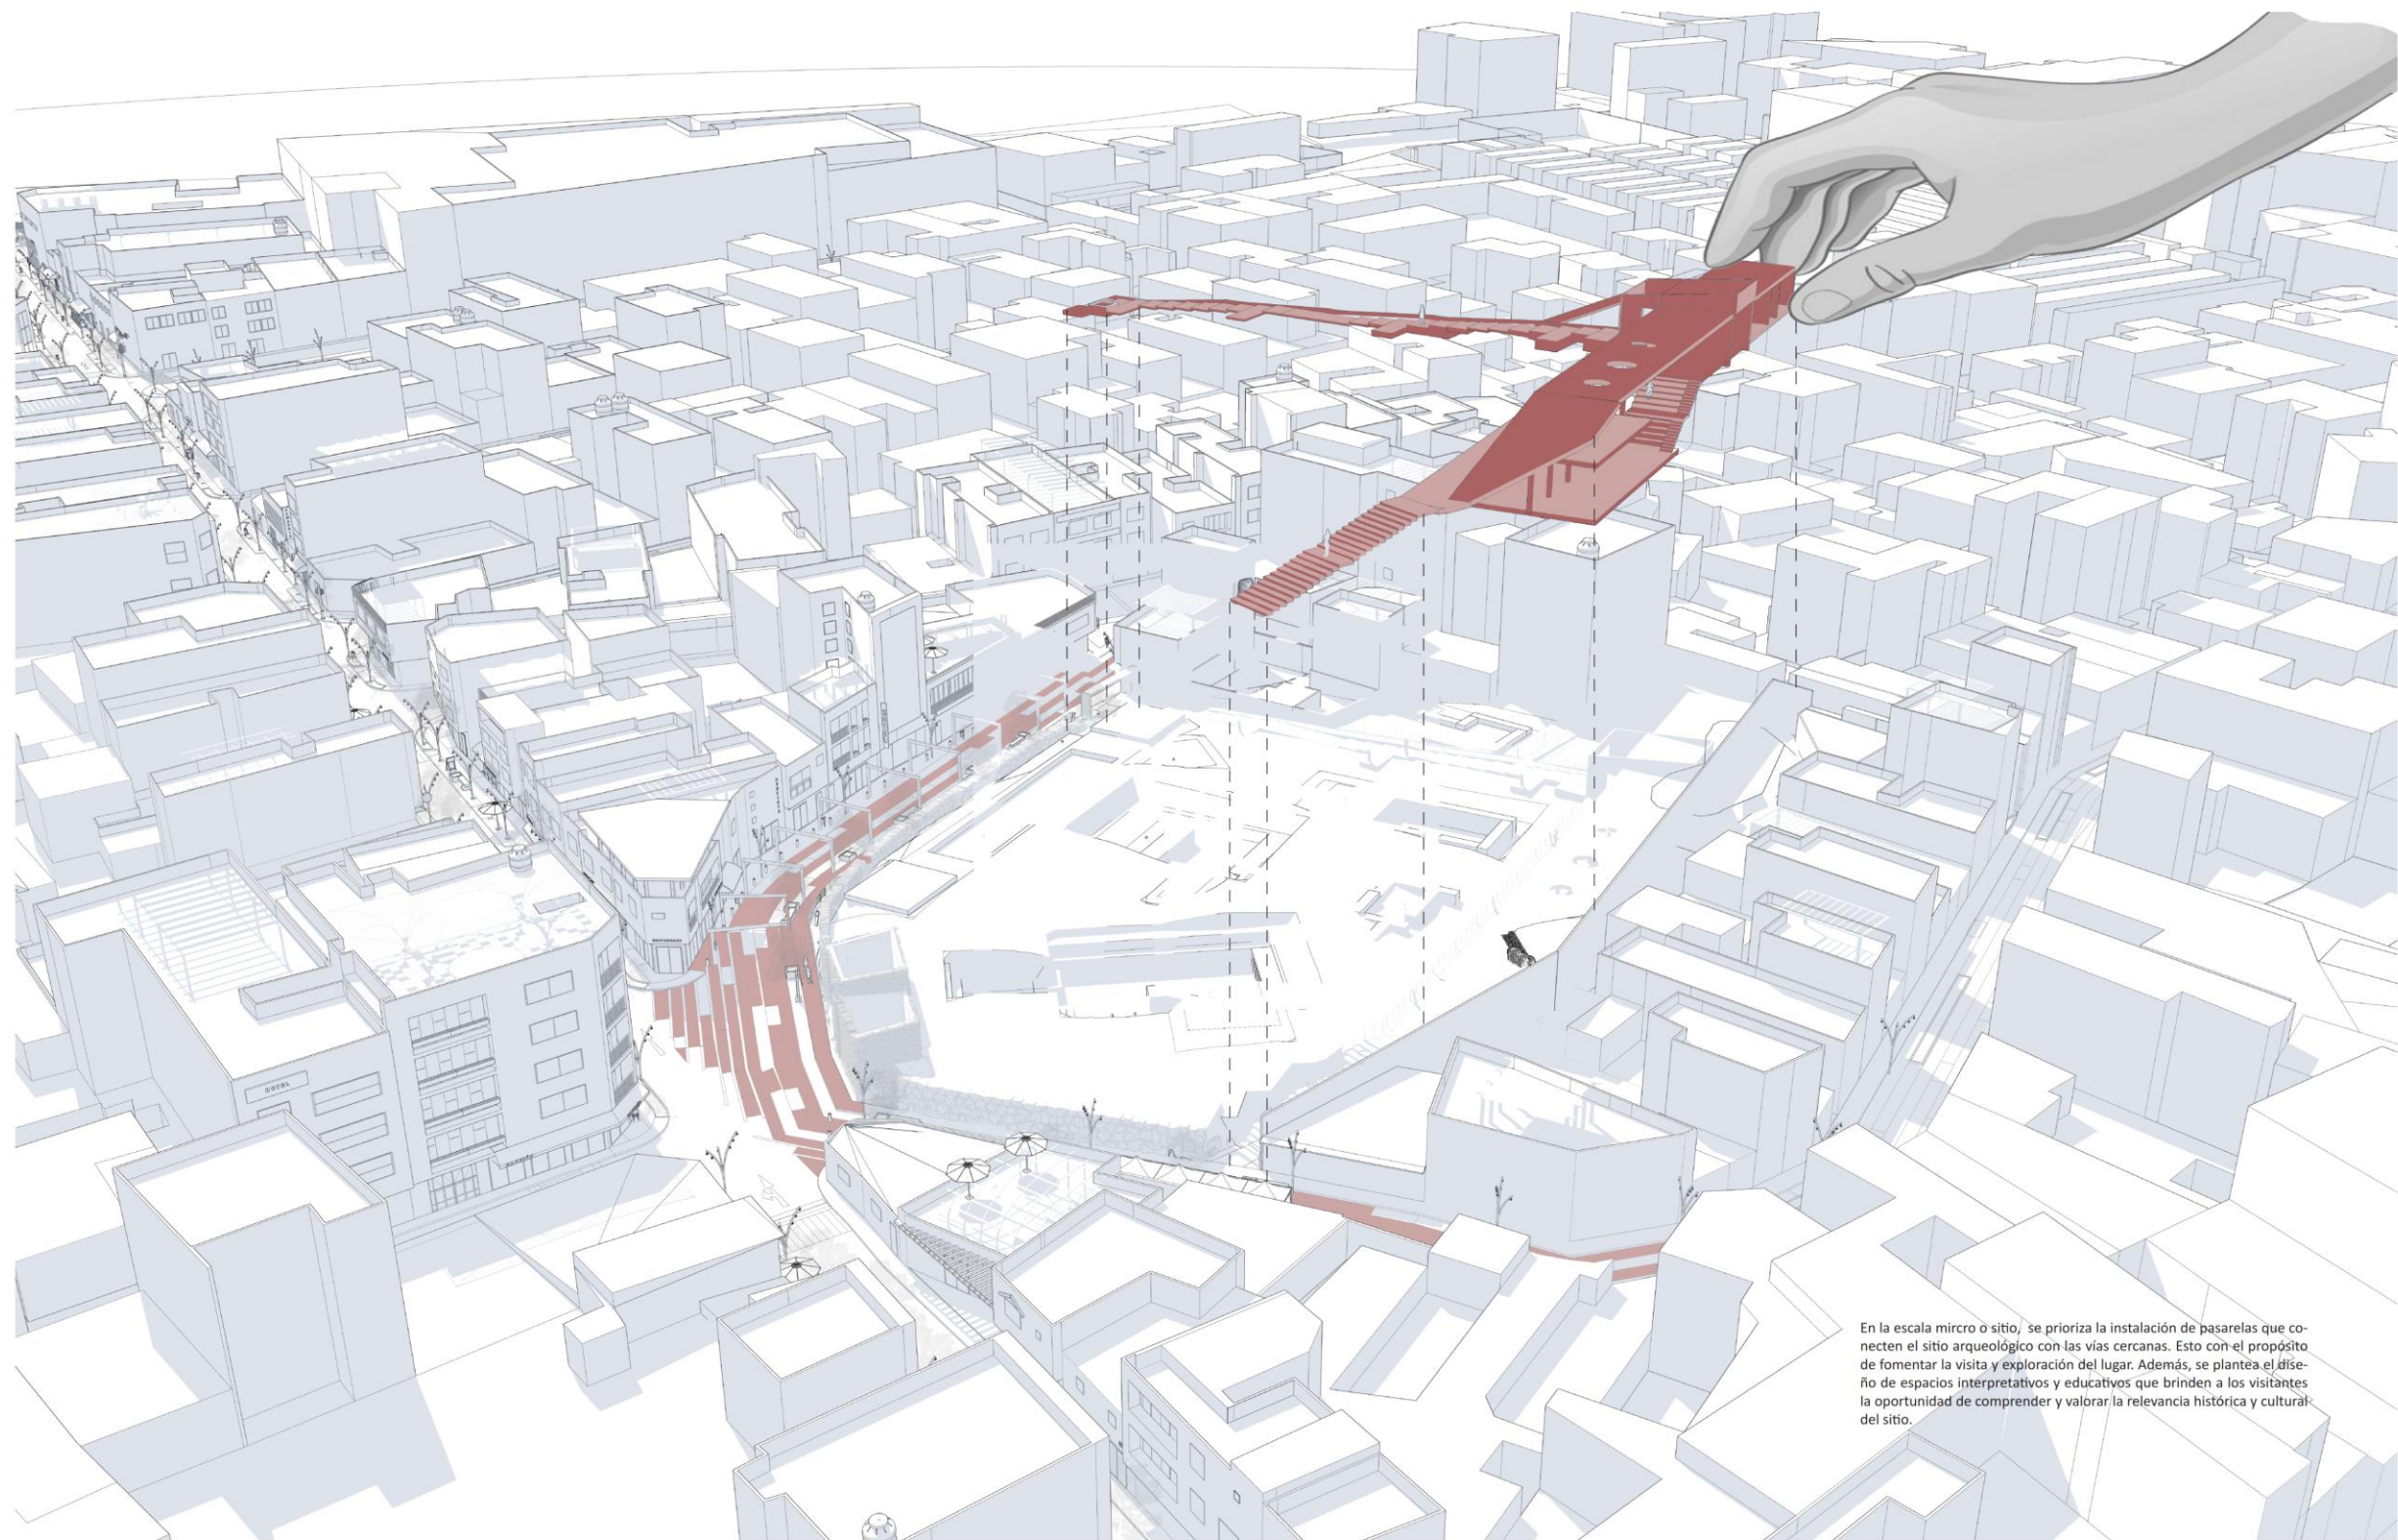 HOTEL
En la escala mircro o sitio, se prioriza la instalación de pasarelas que co-
necten el sitio arqueológico con las vías cercanas. Esto con el propósito
de fomentar la visita y exploración del lugar. Además, se plantea el dise-
ño de espacios interpretativos y educativos que brinden a los visitantes
la oportunidad de comprender y valorar la relevancia histórica y cultural
del sitio.